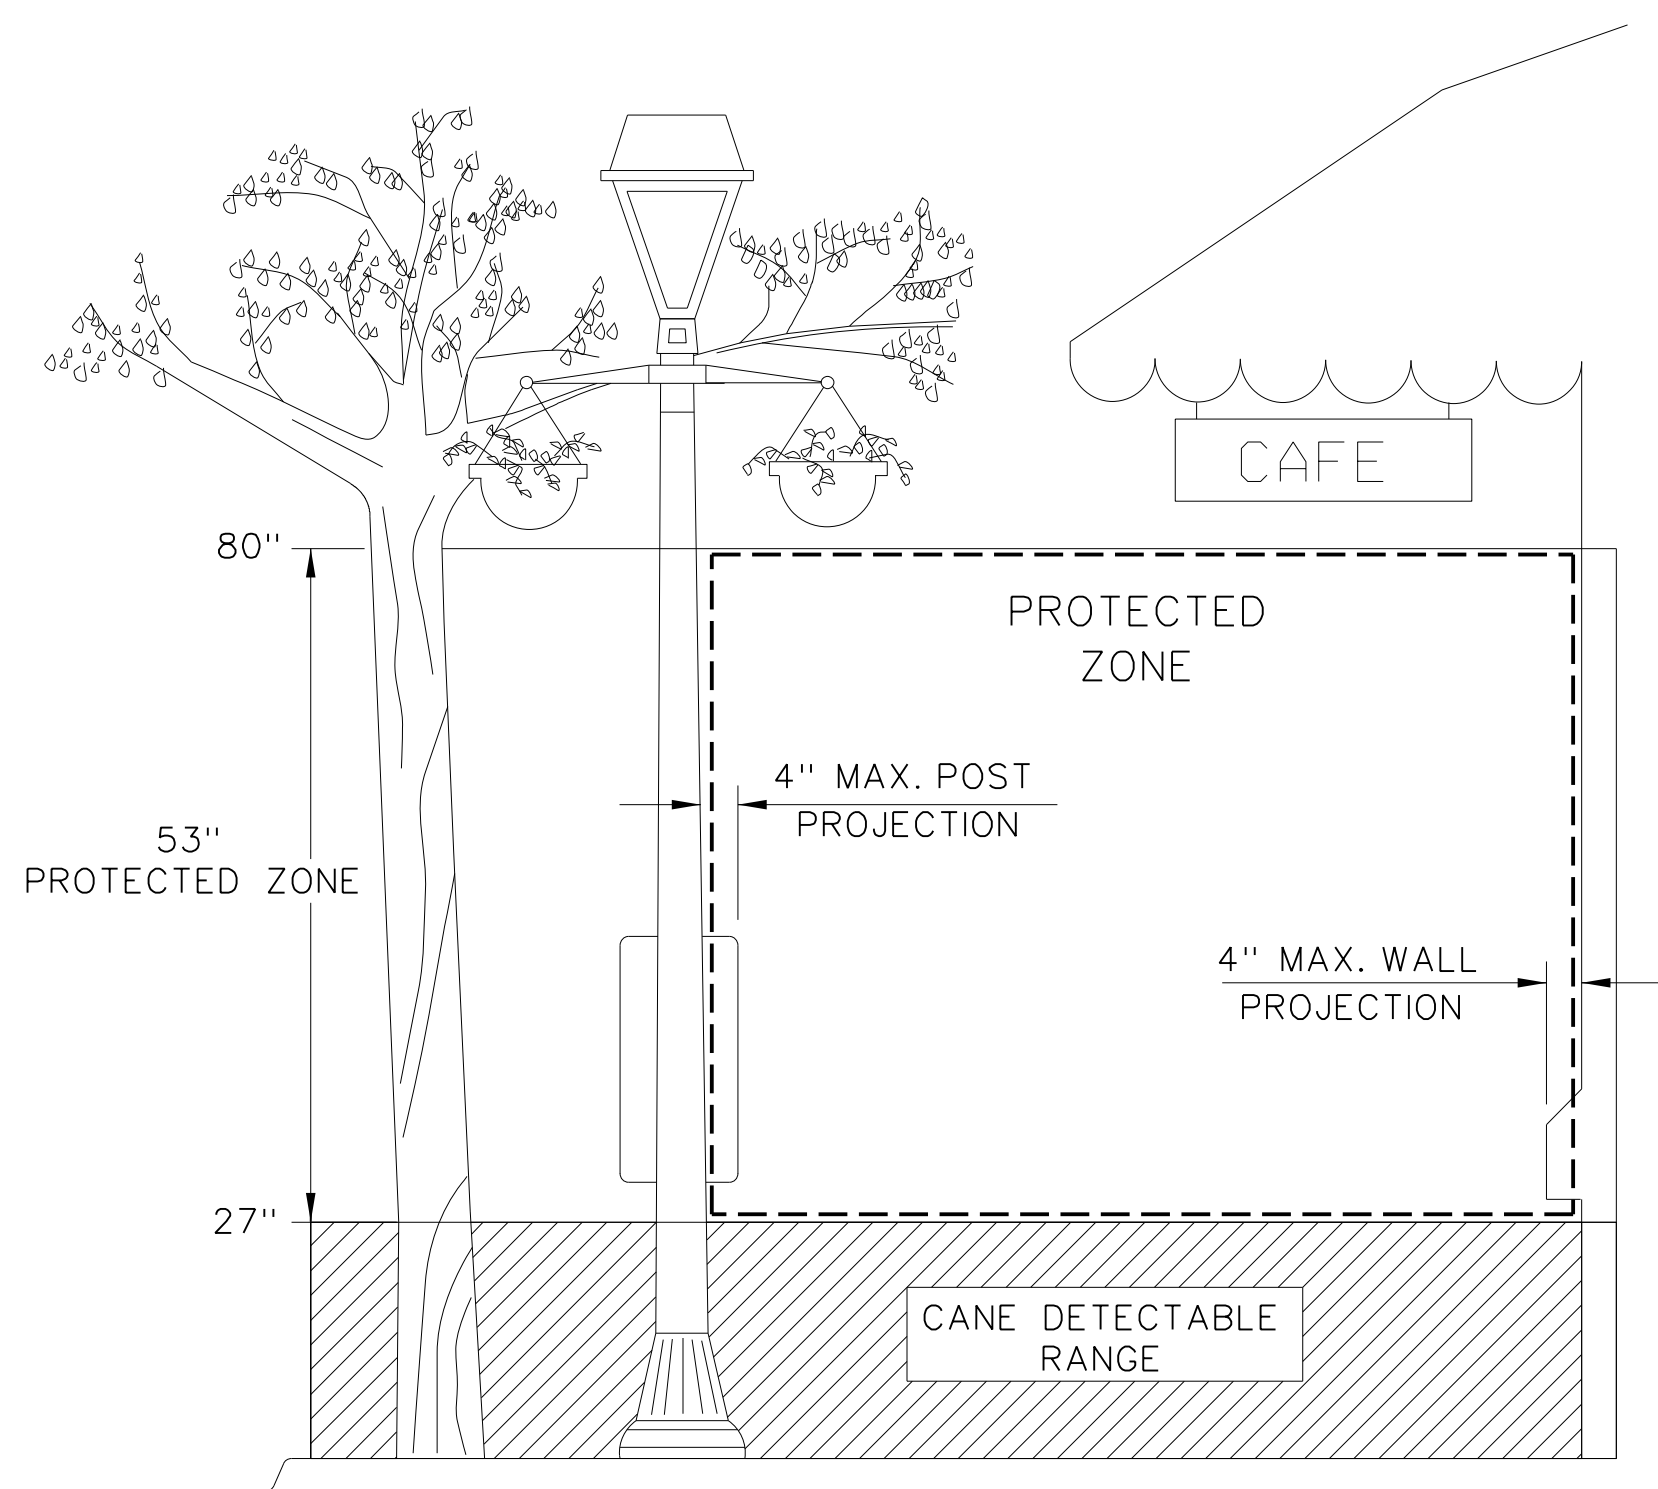 CAFE
80"
PROTECTED
ZONE
4" MAX. POST
PROJECTION
53"
PROTECTED ZONE
4" MAX. WALL
PROJECTION
27"
CANE DETECTABLE
RANGE